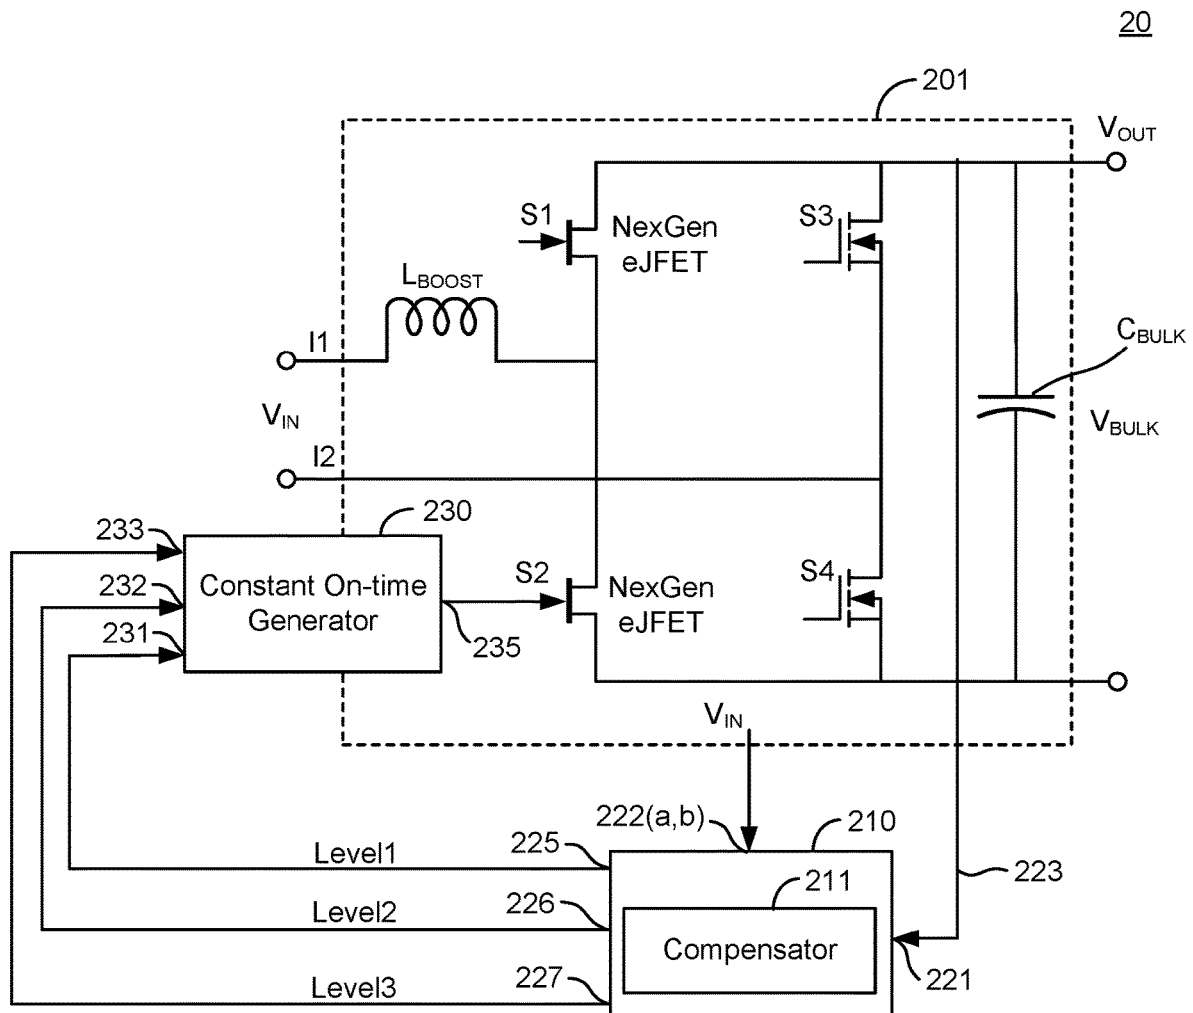 20
201
VOUT
S1
NexGen
eJFET
S3
LBOOST
I1
CBULK
VIN
VBULK
I2
233
230
232
Constant On-time
Generator
S2
NexGen
eJFET
S4
231
235
VIN
222(a,b)
210
Level1
225
211
223
Level2
226
Compensator
221
Level3
227